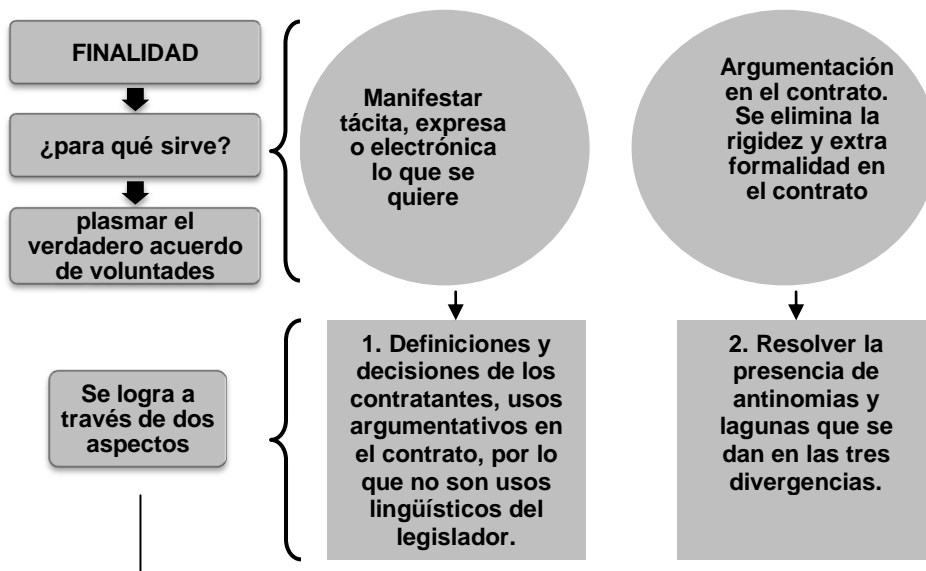 FINALIDAD
¿para qué sirve?
plasmar el
verdadero acuerdo
de voluntades
Manifestar
tácita, expresa
o electrónica
lo que se
quiere
Argumentación
en el contrato.
Se elimina la
rigidez y extra
formalidad en
el contrato
Se logra a
través de dos
aspectos
1. Definiciones y
decisiones de los
contratantes, usos
argumentativos en
el contrato, por lo
que no son usos
lingüísticos del
legislador.
2. Resolver la
presencia de
antinomias y
lagunas que se
dan en las tres
divergencias.